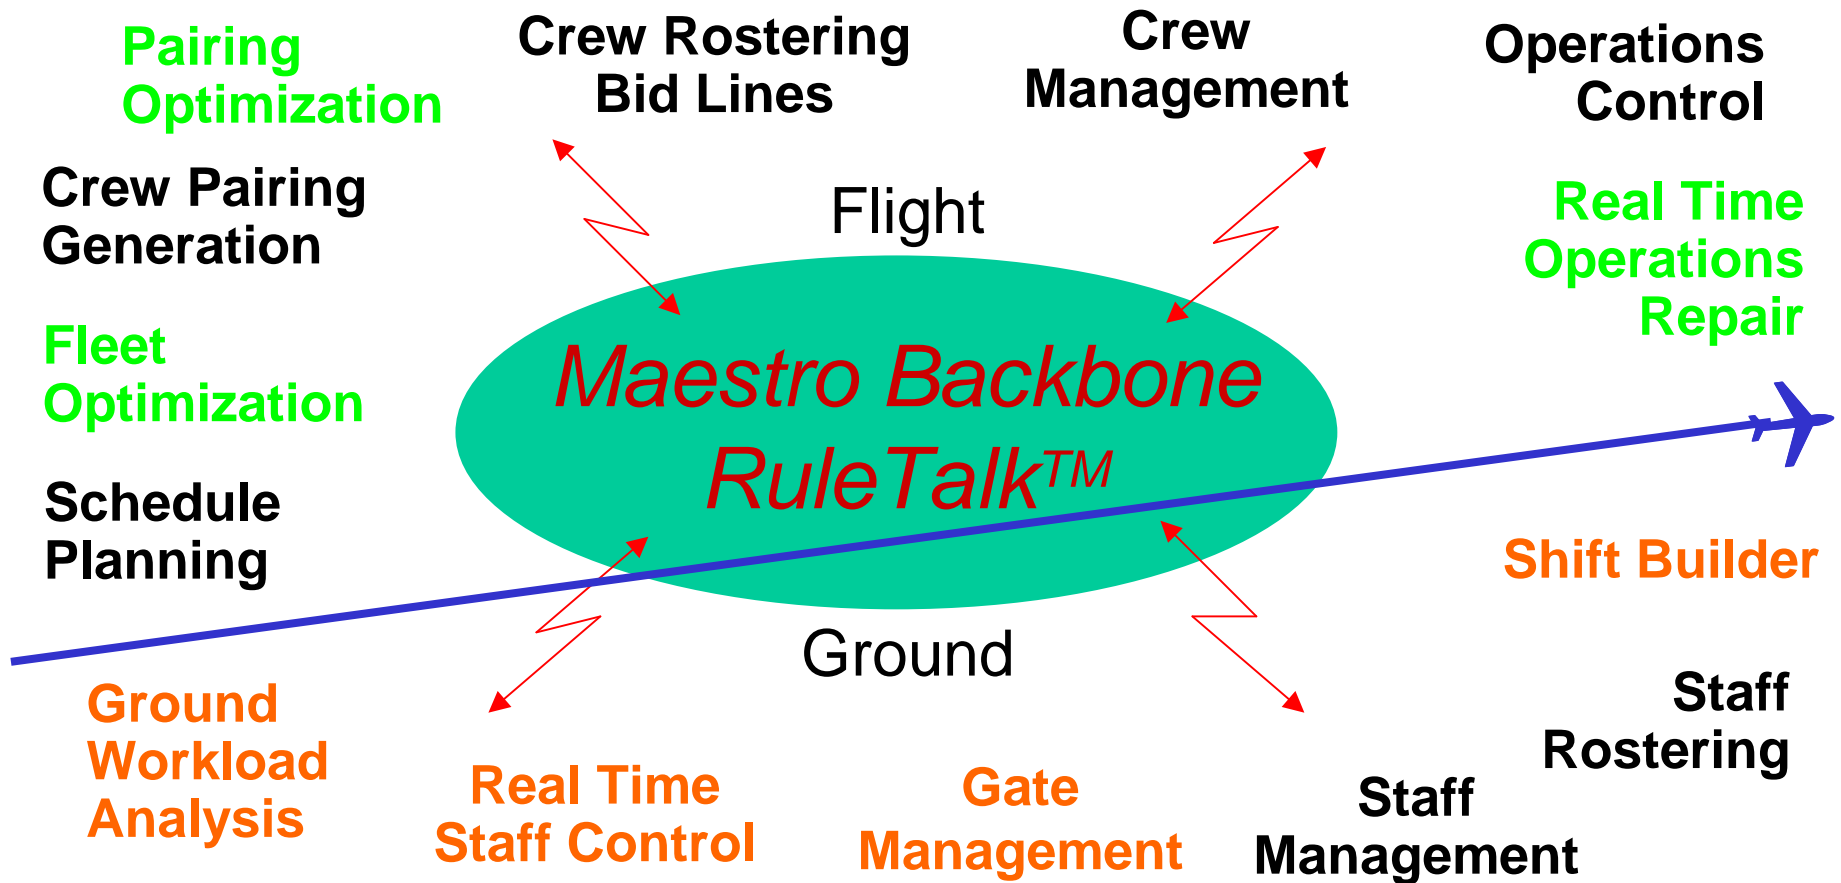 Pairing
Optimization
Crew Rostering
Bid Lines
Crew
Management
Operations
Control
Crew Pairing
Generation
Flight
Real Time
Operations
Repair
Fleet
Optimization
Maestro Backbone
RuleTalk™
Schedule
Planning
Shift Builder
Ground
Ground
Workload
Analysis
Real Time
Staff Control
Gate
Management
Staff
Management
Staff
Rostering